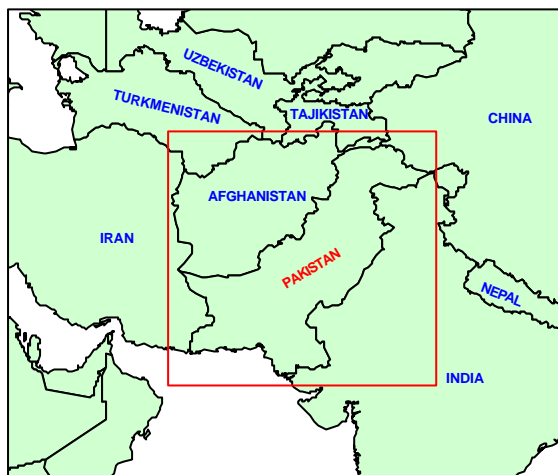 UZBEKISTAN
TURKMENISTAN
TAJIKISTAN
CHINA
AFGHANISTAN
IRAN
PAKISTAN
NEPAL
INDIA